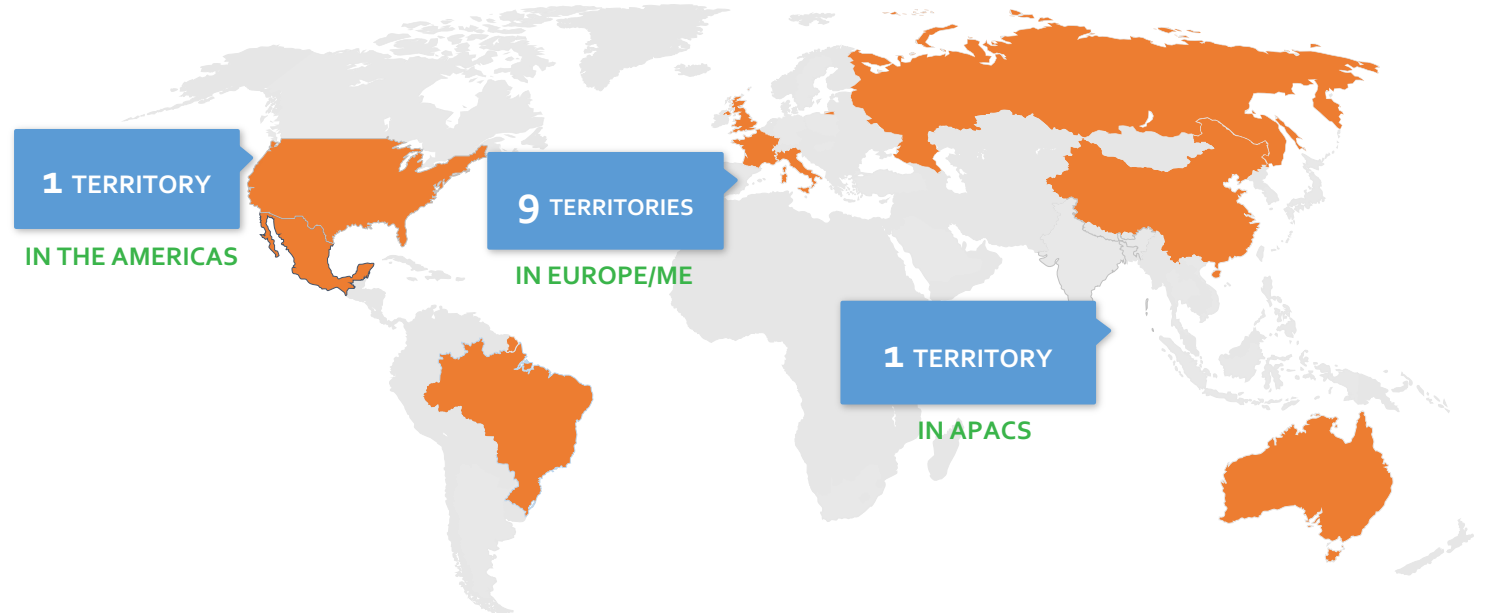 1 TERRITORY
IN THE AMERICAS
9 TERRITORIES
IN EUROPE/ME
1 TERRITORY
IN APACS